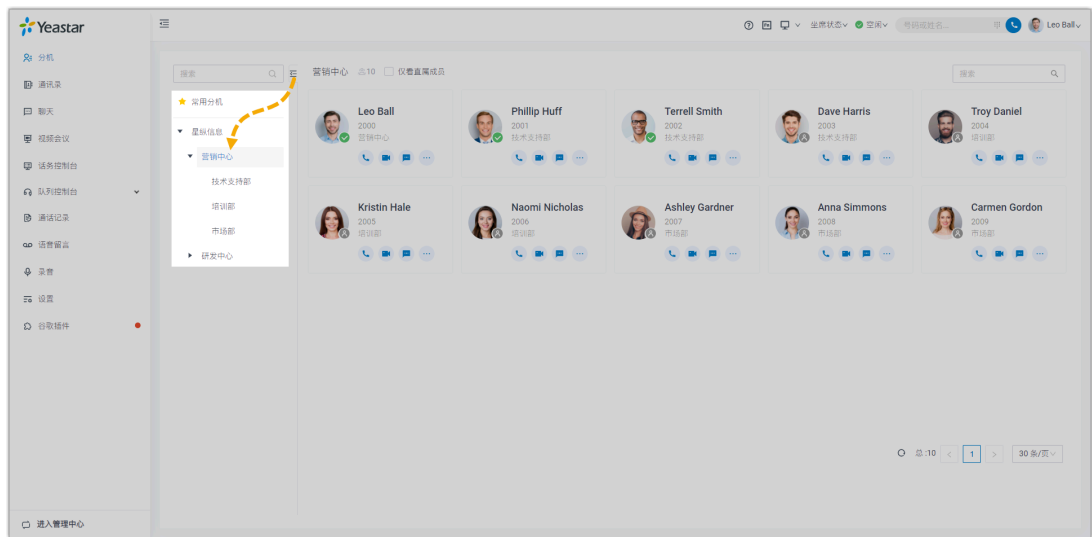 Yeastar
坐席状态
空闲
号码或姓名...
Leo Ball
分机
通讯录
聊天
视频会议
话务控制台
队列控制台
通话记录
语音留言
录音
设置
谷歌插件
进入管理中心
搜索
常用分机
星纵信息
营销中心
技术支持部
培训部
市场部
研发中心
营销中心 10 仅看直属成员
搜索
Leo Ball
2000
营销中心
Phillip Huff
2001
技术支持部
Terrell Smith
2002
技术支持部
Dave Harris
2003
技术支持部
Troy Daniel
2004
培训部
Kristin Hale
2005
培训部
Naomi Nicholas
2006
培训部
Ashley Gardner
2007
市场部
Anna Simmons
2008
市场部
Carmen Gordon
2009
市场部
总:10 < 1 > 30 条/页